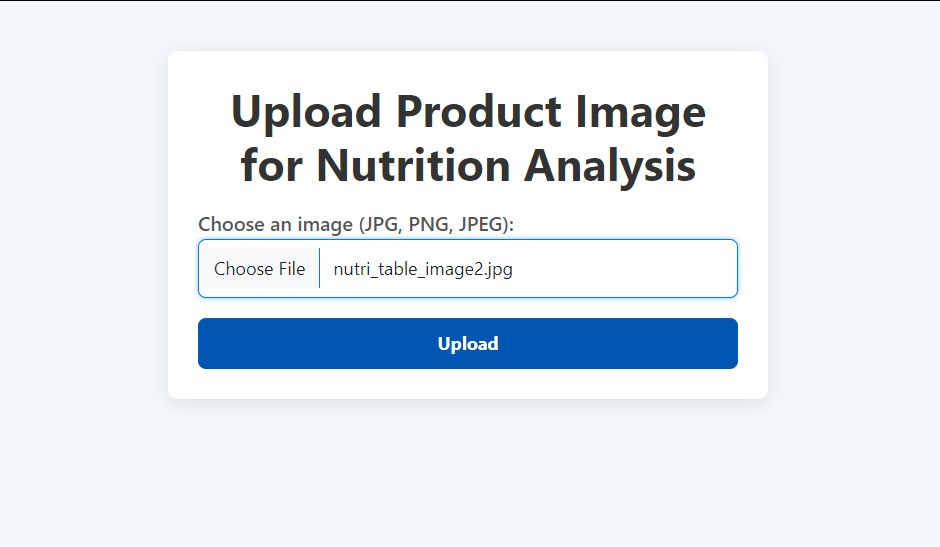 Upload Product Image
for Nutrition Analysis
Choose an image (JPG, PNG, JPEG):
Choose File nutri_table_image2.jpg
Upload